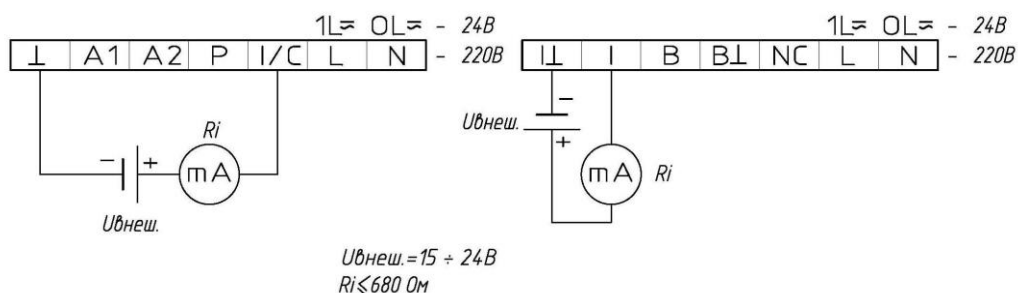 1L≂ 0L≂ - 24В
⊥ A1 A2 P I/C L N - 220В
- + Ri mA
Uвнеш.
1L≂ 0L≂ - 24В
I⊥ I B B⊥ NC L N - 220В
-
Uвнеш.
+
mA Ri
Uвнеш.=15 ÷ 24В
Ri⩽680 Ом